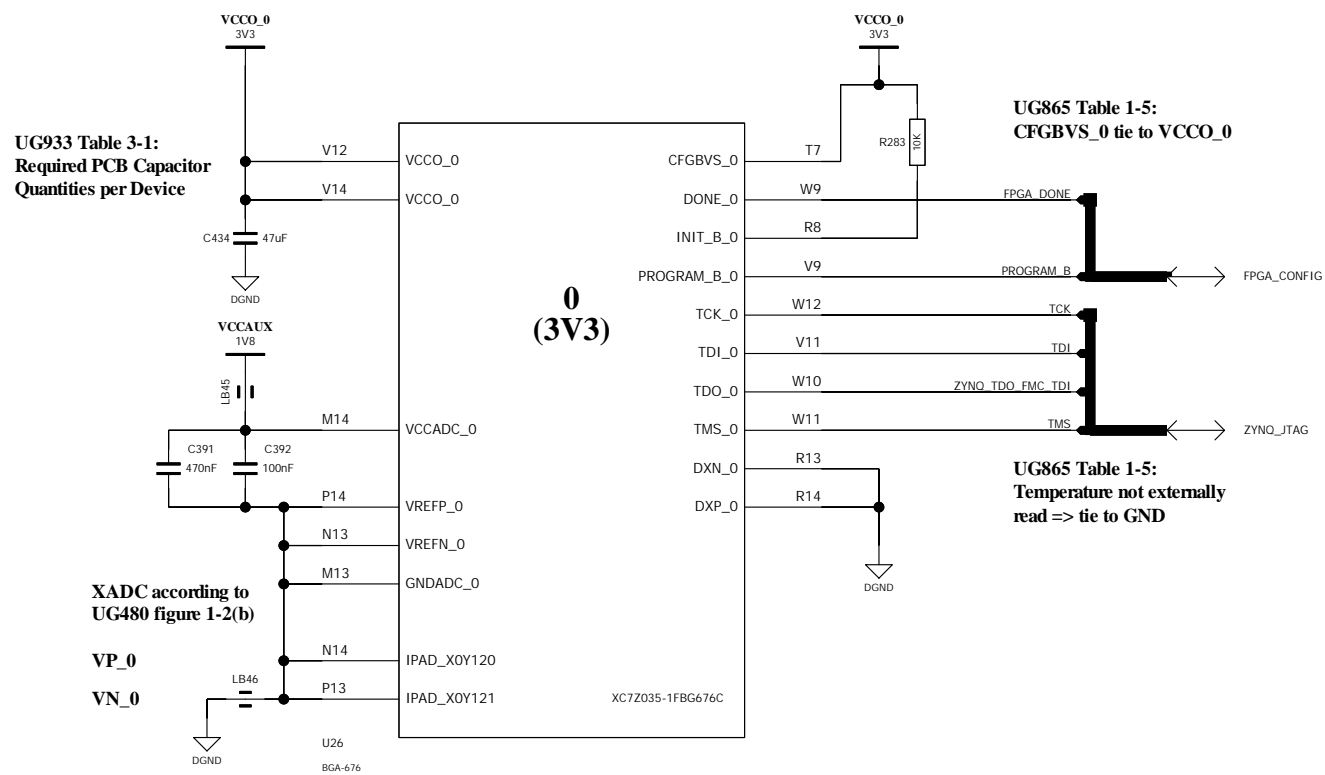 VCCO_0
3V3
VCCO_0
3V3
UG865 Table 1-5:
CFGBVS_0 tie to VCCO_0
UG933 Table 3-1:
Required PCB Capacitor
Quantities per Device
R283
10K
V12
VCCO_0
CFGBVS_0
T7
V14
VCCO_0
DONE_0
W9
FPGA_DONE
C434
47uF
INIT_B_0
R8
DGND
PROGRAM_B_0
V9
PROGRAM_B
FPGA_CONFIG
0
(3V3)
TCK_0
W12
TCK
VCCAUX
1V8
TDI_0
V11
TDI
LB45
TDO_0
W10
ZYNQ_TDO_FMC_TDI
M14
VCCADC_0
TMS_0
W11
TMS
ZYNQ_JTAG
C391
470nF
C392
100nF
DXN_0
R13
UG865 Table 1-5:
Temperature not externally
read => tie to GND
P14
VREFP_0
DXP_0
R14
N13
VREFN_0
M13
GNDADC_0
DGND
XADC according to
UG480 figure 1-2(b)
VP_0
N14
IPAD_X0Y120
VN_0
LB46
P13
IPAD_X0Y121
XC7Z035-1FBG676C
DGND
U26
BGA-676